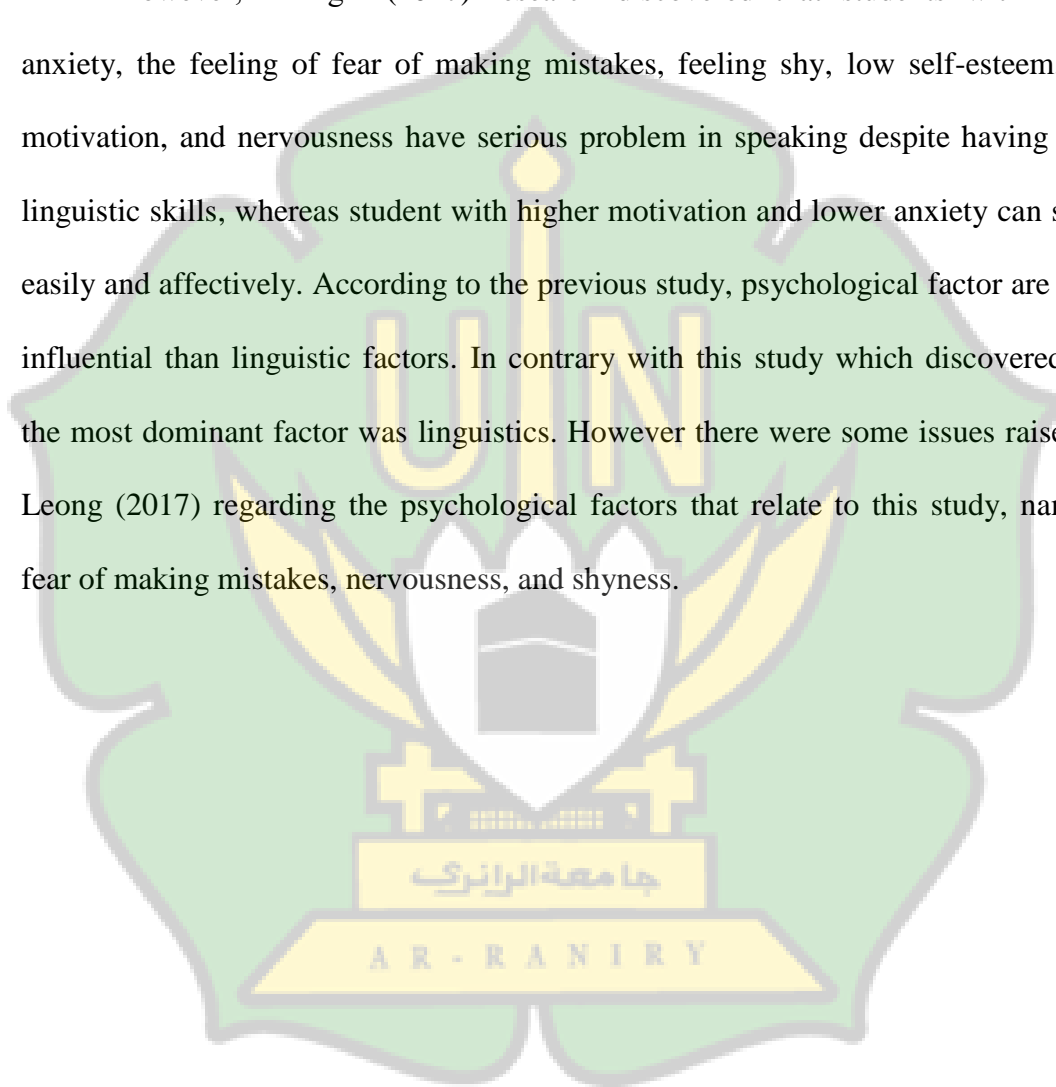 anxiety, the feeling of fear of making mistakes, feeling shy, low self-esteem
motivation, and nervousness have serious problem in speaking despite having
linguistic skills, whereas student with higher motivation and lower anxiety can s
easily and affectively. According to the previous study, psychological factor are
influential than linguistic factors. In contrary with this study which discovered
the most dominant factor was linguistics. However there were some issues raise
Leong (2017) regarding the psychological factors that relate to this study, nar
fear of making mistakes, nervousness, and shyness.
UIN
جامعة الرانري
AR-RANIRY